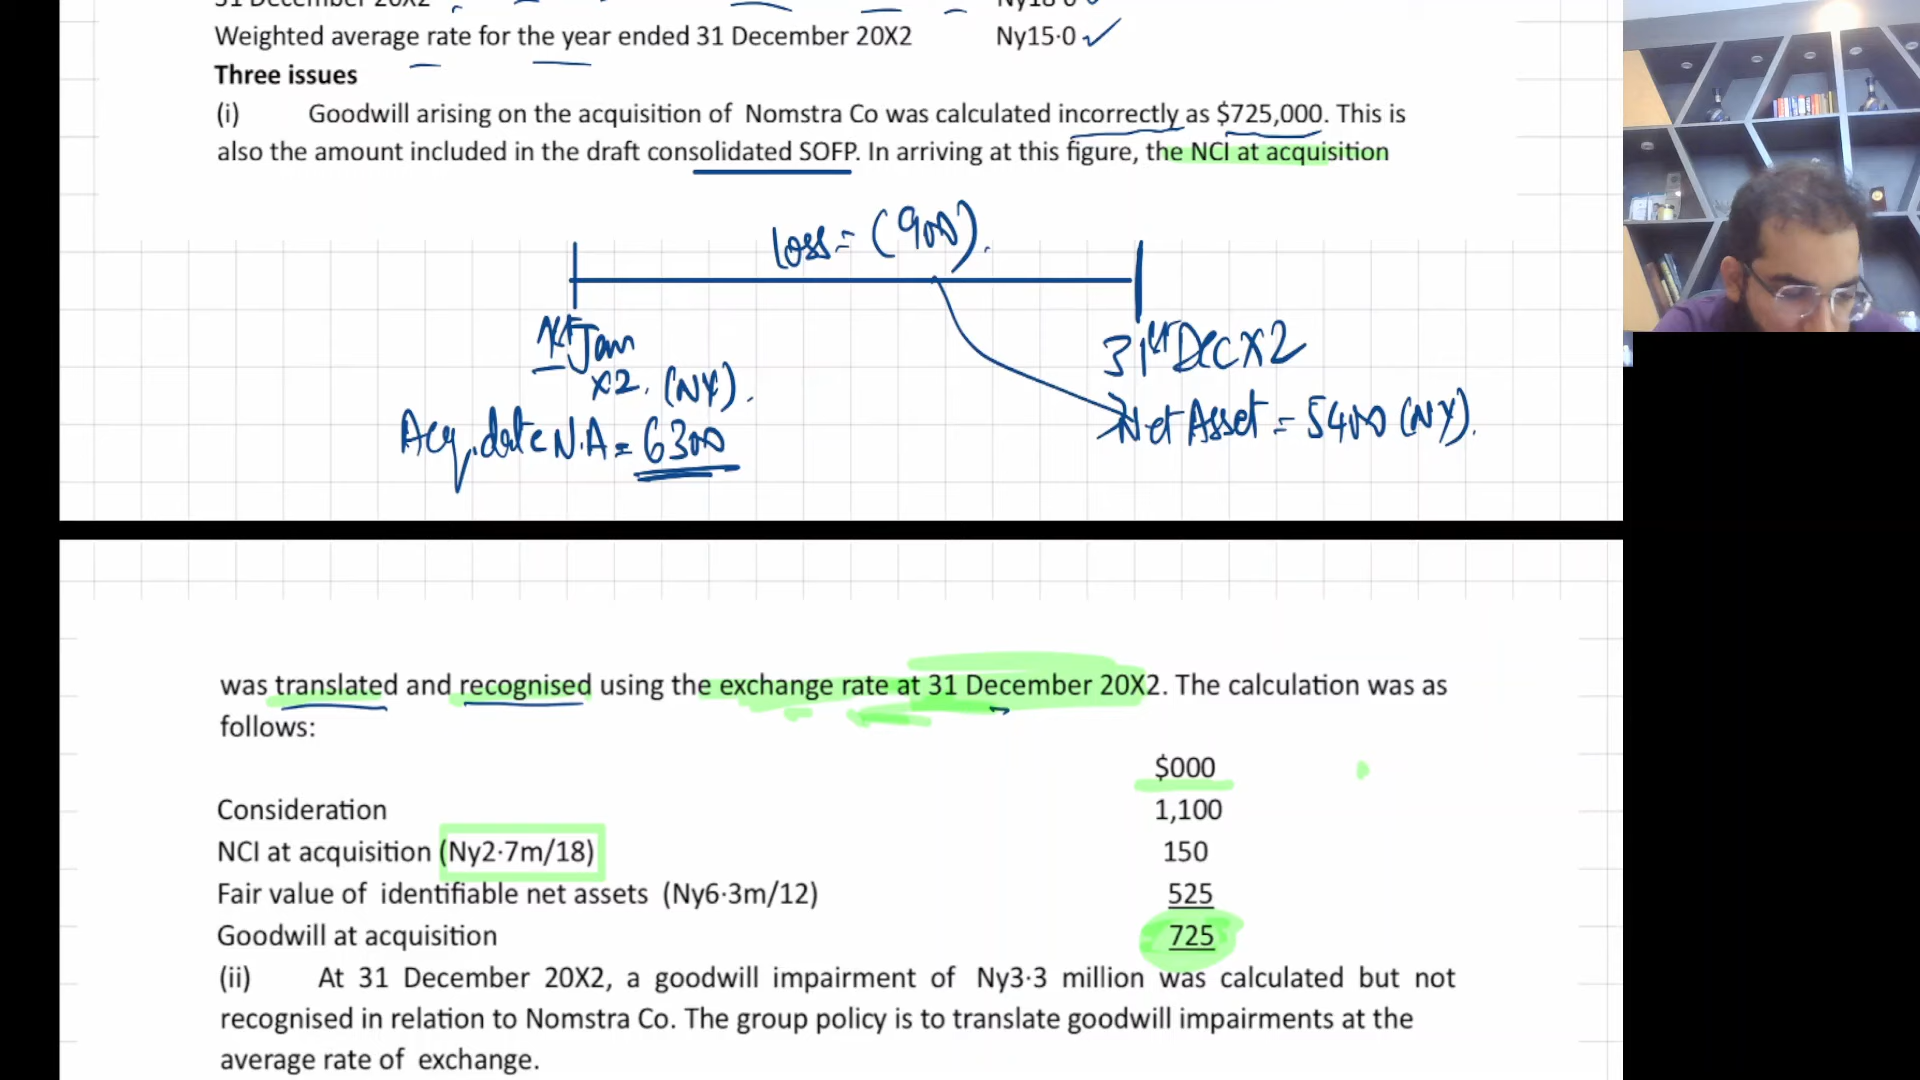 31 December 20X2 Ny18·0
Weighted average rate for the year ended 31 December 20X2 Ny15·0
Three issues
(i) Goodwill arising on the acquisition of Nomstra Co was calculated incorrectly as $725,000. This is
also the amount included in the draft consolidated SOFP. In arriving at this figure, the NCI at acquisition
Loss = (900).
1st Jan
X2. (NY).
31st Dec X2
Acq. date N.A = 6300
Net Asset = 5400 (NY).
was translated and recognised using the exchange rate at 31 December 20X2. The calculation was as
follows:
$000
Consideration 1,100
NCI at acquisition (Ny2·7m/18) 150
Fair value of identifiable net assets (Ny6·3m/12) 525
Goodwill at acquisition 725
(ii) At 31 December 20X2, a goodwill impairment of Ny3·3 million was calculated but not
recognised in relation to Nomstra Co. The group policy is to translate goodwill impairments at the
average rate of exchange.